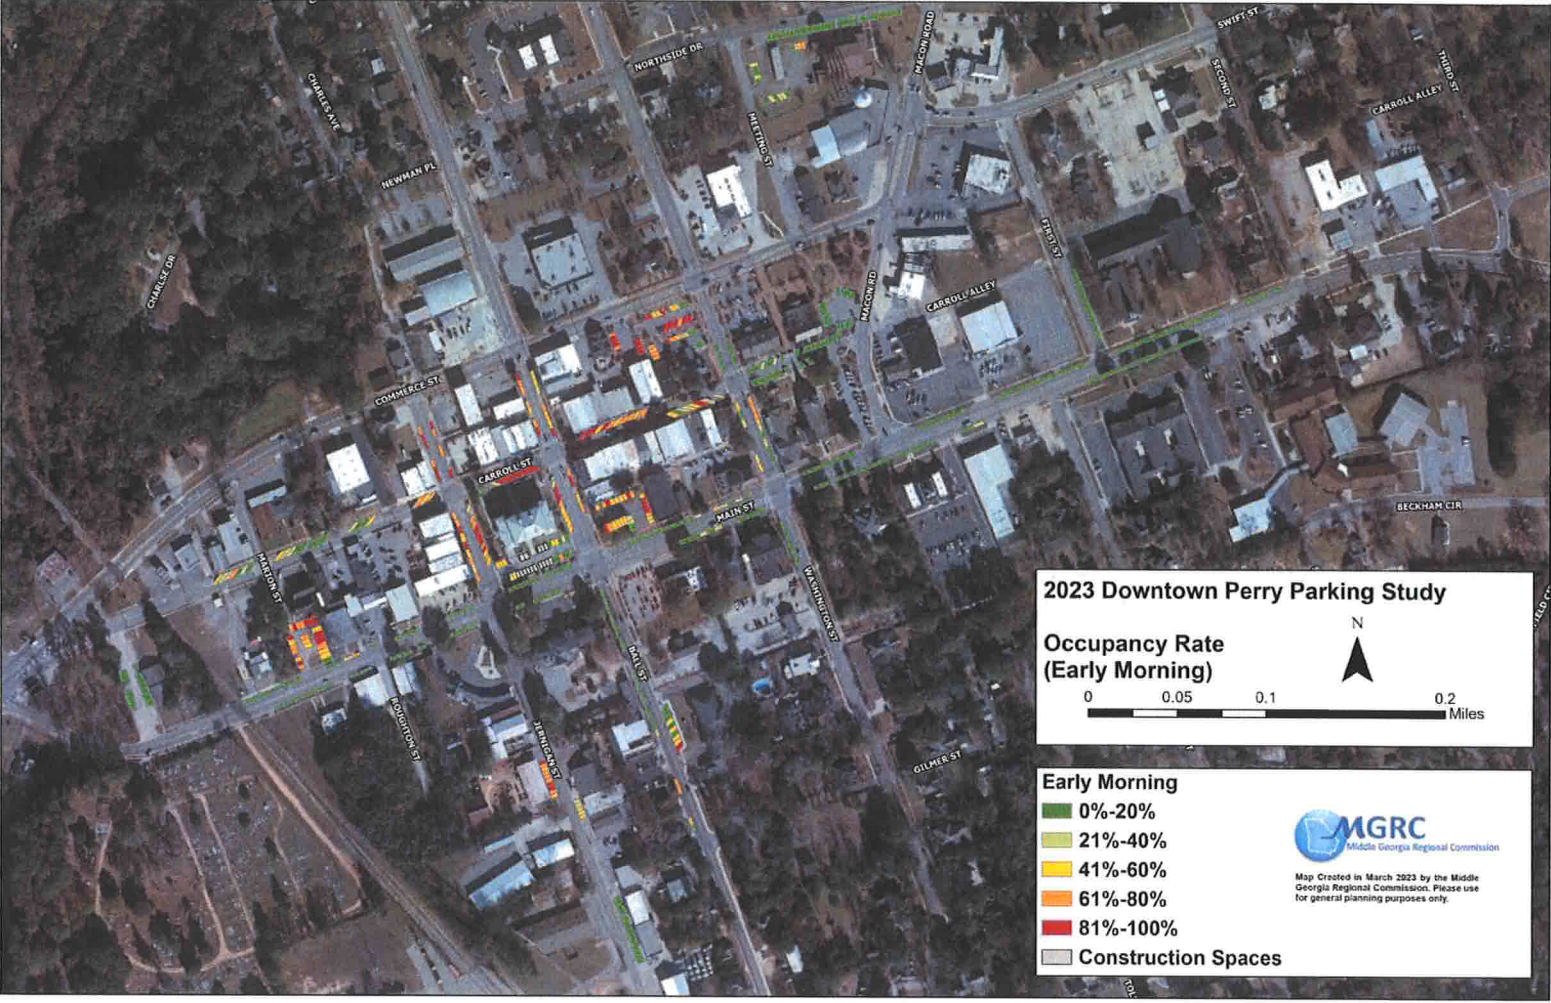 SWIFT ST
MACON ROAD
NORTHSIDE DR
THIRD ST
SECOND ST
CHARLES AVE
CARROLL ALLEY
MEETING ST
NEWMAN PL
FIRST ST
CHARLSE DR
MACON RD
CARROLL ALLEY
COMMERCE ST
CARROLL ST
MAIN ST
BECKHAM CIR
MARION ST
WASHINGTON ST
BALL ST
ROUGHTON ST
JERNIGAN ST
GILMER ST
2023 Downtown Perry Parking Study
Occupancy Rate
(Early Morning)
N
0 0.05 0.1 0.2
Miles
Early Morning
0%-20%
21%-40%
41%-60%
61%-80%
81%-100%
Construction Spaces
MGRC
Middle Georgia Regional Commission
Map Created in March 2023 by the Middle
Georgia Regional Commission. Please use
for general planning purposes only.